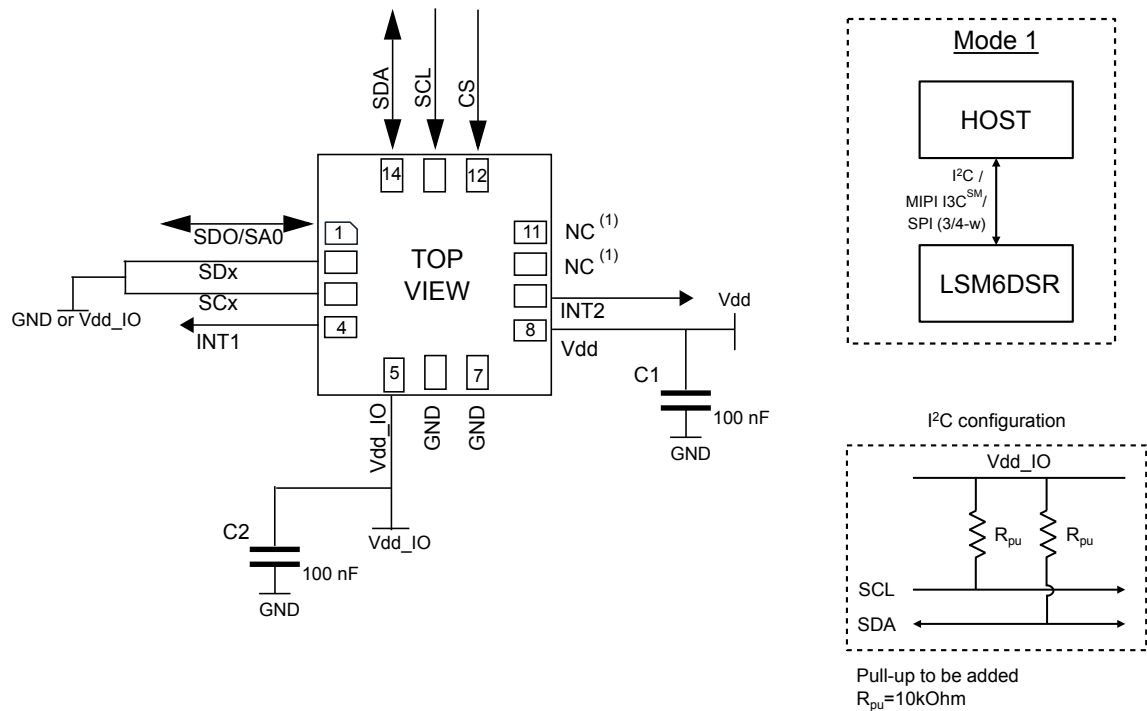 SDA
SCL
CS
14
12
SDO/SA0
1
11
NC (1)
NC (1)
TOP
VIEW
SDx
SCx
GND or Vdd_IO
INT1
4
INT2
Vdd
8
Vdd
5
7
Vdd_IO
GND
GND
C1
100 nF
GND
C2
100 nF
GND
Vdd_IO
Mode 1
HOST
I²C /
MIPI I3C SM/
SPI (3/4-w)
LSM6DSR
I²C configuration
Vdd_IO
Rpu
Rpu
SCL
SDA
Pull-up to be added
Rpu=10kOhm